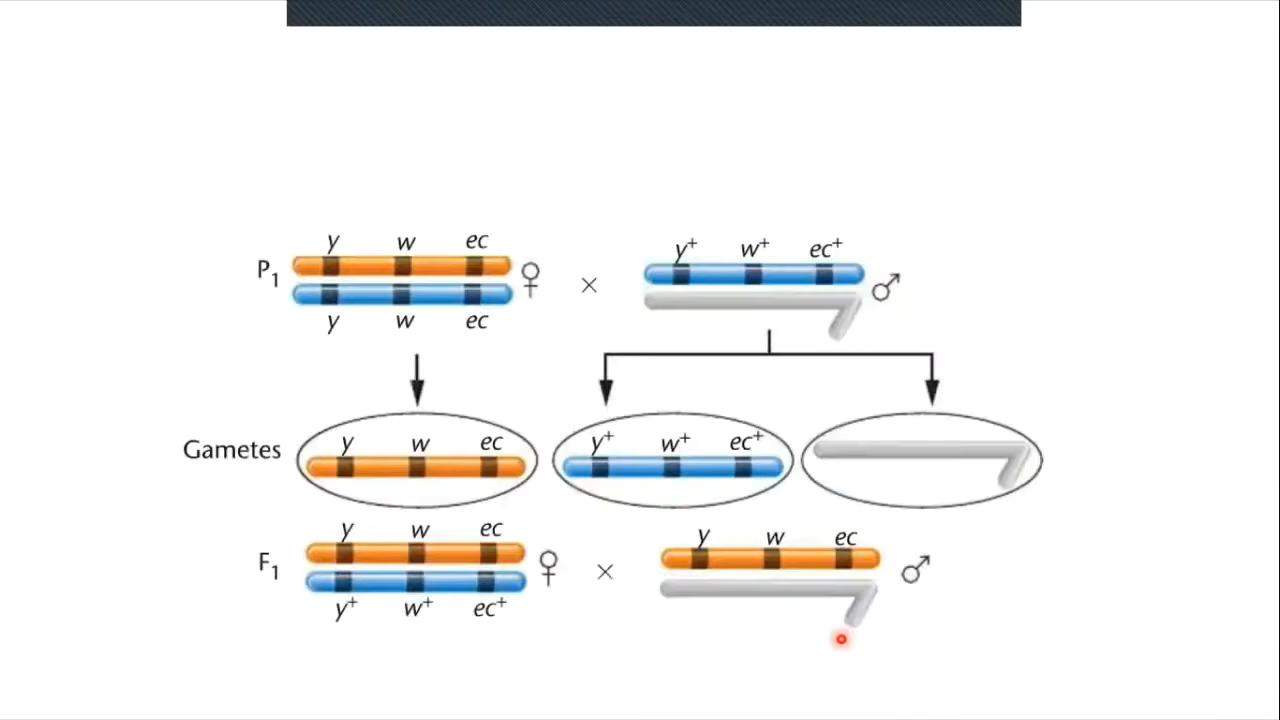 y w ec y⁺ w⁺ ec⁺
P₁ ♀ × ♂
y w ec
Gametes y w ec y⁺ w⁺ ec⁺
y w ec y w ec
F₁ ♀ × ♂
y⁺ w⁺ ec⁺